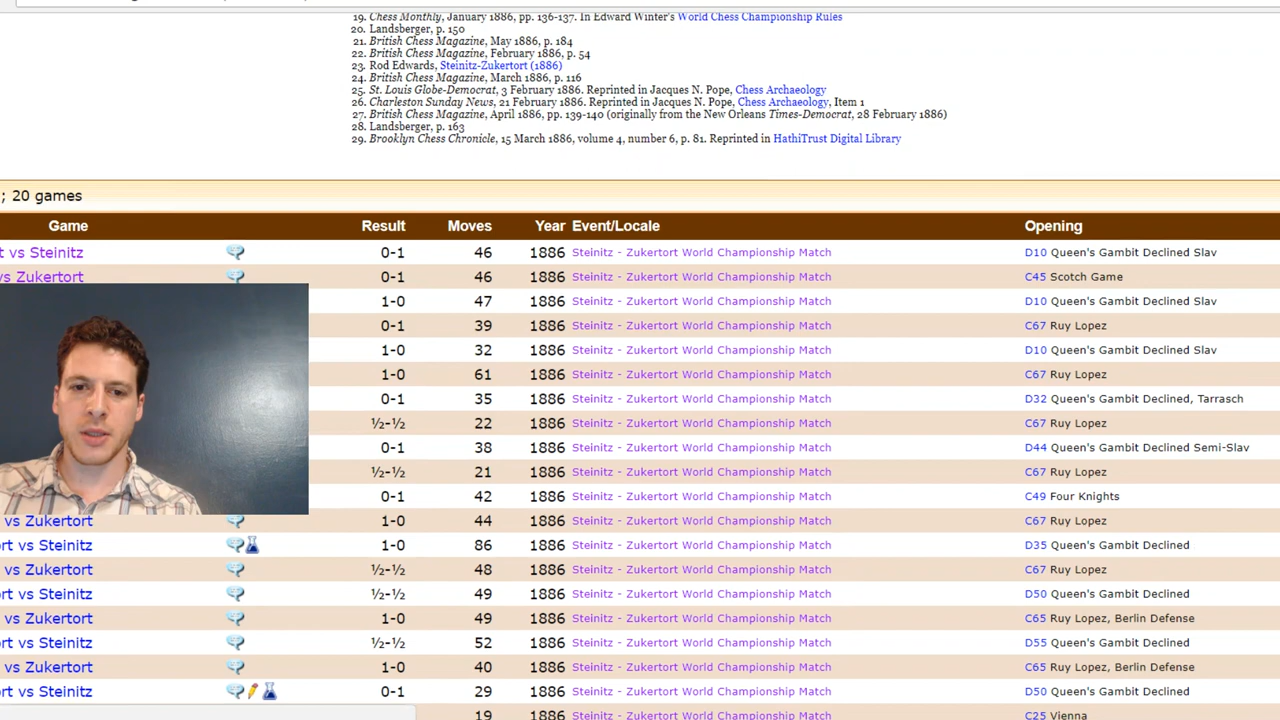 19. Chess Monthly, January 1886, pp. 136-137. In Edward Winter's World Chess Championship Rules
20. Landsberger, p. 150
21. British Chess Magazine, May 1886, p. 184
22. British Chess Magazine, February 1886, p. 54
23. Rod Edwards, Steinitz-Zukertort (1886)
24. British Chess Magazine, March 1886, p. 116
25. St. Louis Globe-Democrat, 3 February 1886. Reprinted in Jacques N. Pope, Chess Archaeology
26. Charleston Sunday News, 21 February 1886. Reprinted in Jacques N. Pope, Chess Archaeology, Item 1
27. British Chess Magazine, April 1886, pp. 139-140 (originally from the New Orleans Times-Democrat, 28 February 1886)
28. Landsberger, p. 163
29. Brooklyn Chess Chronicle, 15 March 1886, volume 4, number 6, p. 81. Reprinted in HathiTrust Digital Library
; 20 games
Game Result Moves Year Event/Locale Opening
t vs Steinitz 0-1 46 1886 Steinitz - Zukertort World Championship Match D10 Queen's Gambit Declined Slav
vs Zukertort 0-1 46 1886 Steinitz - Zukertort World Championship Match C45 Scotch Game
1-0 47 1886 Steinitz - Zukertort World Championship Match D10 Queen's Gambit Declined Slav
0-1 39 1886 Steinitz - Zukertort World Championship Match C67 Ruy Lopez
1-0 32 1886 Steinitz - Zukertort World Championship Match D10 Queen's Gambit Declined Slav
1-0 61 1886 Steinitz - Zukertort World Championship Match C67 Ruy Lopez
0-1 35 1886 Steinitz - Zukertort World Championship Match D32 Queen's Gambit Declined, Tarrasch
½-½ 22 1886 Steinitz - Zukertort World Championship Match C67 Ruy Lopez
0-1 38 1886 Steinitz - Zukertort World Championship Match D44 Queen's Gambit Declined Semi-Slav
½-½ 21 1886 Steinitz - Zukertort World Championship Match C67 Ruy Lopez
0-1 42 1886 Steinitz - Zukertort World Championship Match C49 Four Knights
vs Zukertort 1-0 44 1886 Steinitz - Zukertort World Championship Match C67 Ruy Lopez
rt vs Steinitz 1-0 86 1886 Steinitz - Zukertort World Championship Match D35 Queen's Gambit Declined
vs Zukertort ½-½ 48 1886 Steinitz - Zukertort World Championship Match C67 Ruy Lopez
rt vs Steinitz ½-½ 49 1886 Steinitz - Zukertort World Championship Match D50 Queen's Gambit Declined
vs Zukertort 1-0 49 1886 Steinitz - Zukertort World Championship Match C65 Ruy Lopez, Berlin Defense
rt vs Steinitz ½-½ 52 1886 Steinitz - Zukertort World Championship Match D55 Queen's Gambit Declined
vs Zukertort 1-0 40 1886 Steinitz - Zukertort World Championship Match C65 Ruy Lopez, Berlin Defense
rt vs Steinitz 0-1 29 1886 Steinitz - Zukertort World Championship Match D50 Queen's Gambit Declined
19 1886 Steinitz - Zukertort World Championship Match C25 Vienna